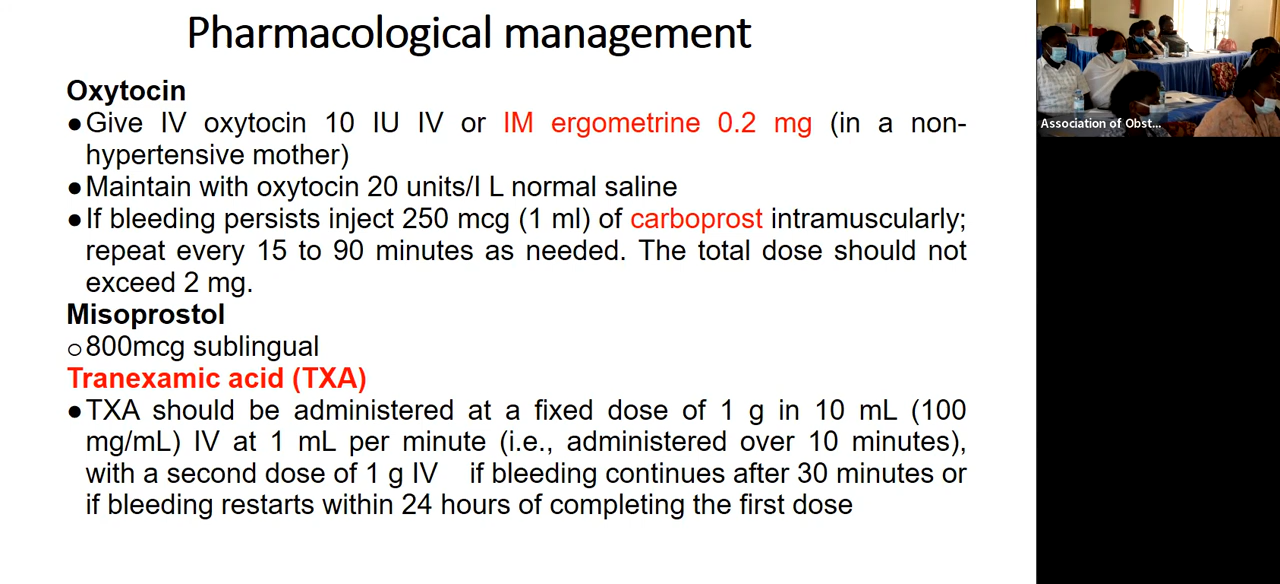 Pharmacological management
Oxytocin
●Give IV oxytocin 10 IU IV or IM ergometrine 0.2 mg (in a non-
hypertensive mother)
●Maintain with oxytocin 20 units/I L normal saline
●If bleeding persists inject 250 mcg (1 ml) of carboprost intramuscularly;
repeat every 15 to 90 minutes as needed. The total dose should not
exceed 2 mg.
Misoprostol
○800mcg sublingual
Tranexamic acid (TXA)
●TXA should be administered at a fixed dose of 1 g in 10 mL (100
mg/mL) IV at 1 mL per minute (i.e., administered over 10 minutes),
with a second dose of 1 g IV if bleeding continues after 30 minutes or
if bleeding restarts within 24 hours of completing the first dose
Association of Obst...